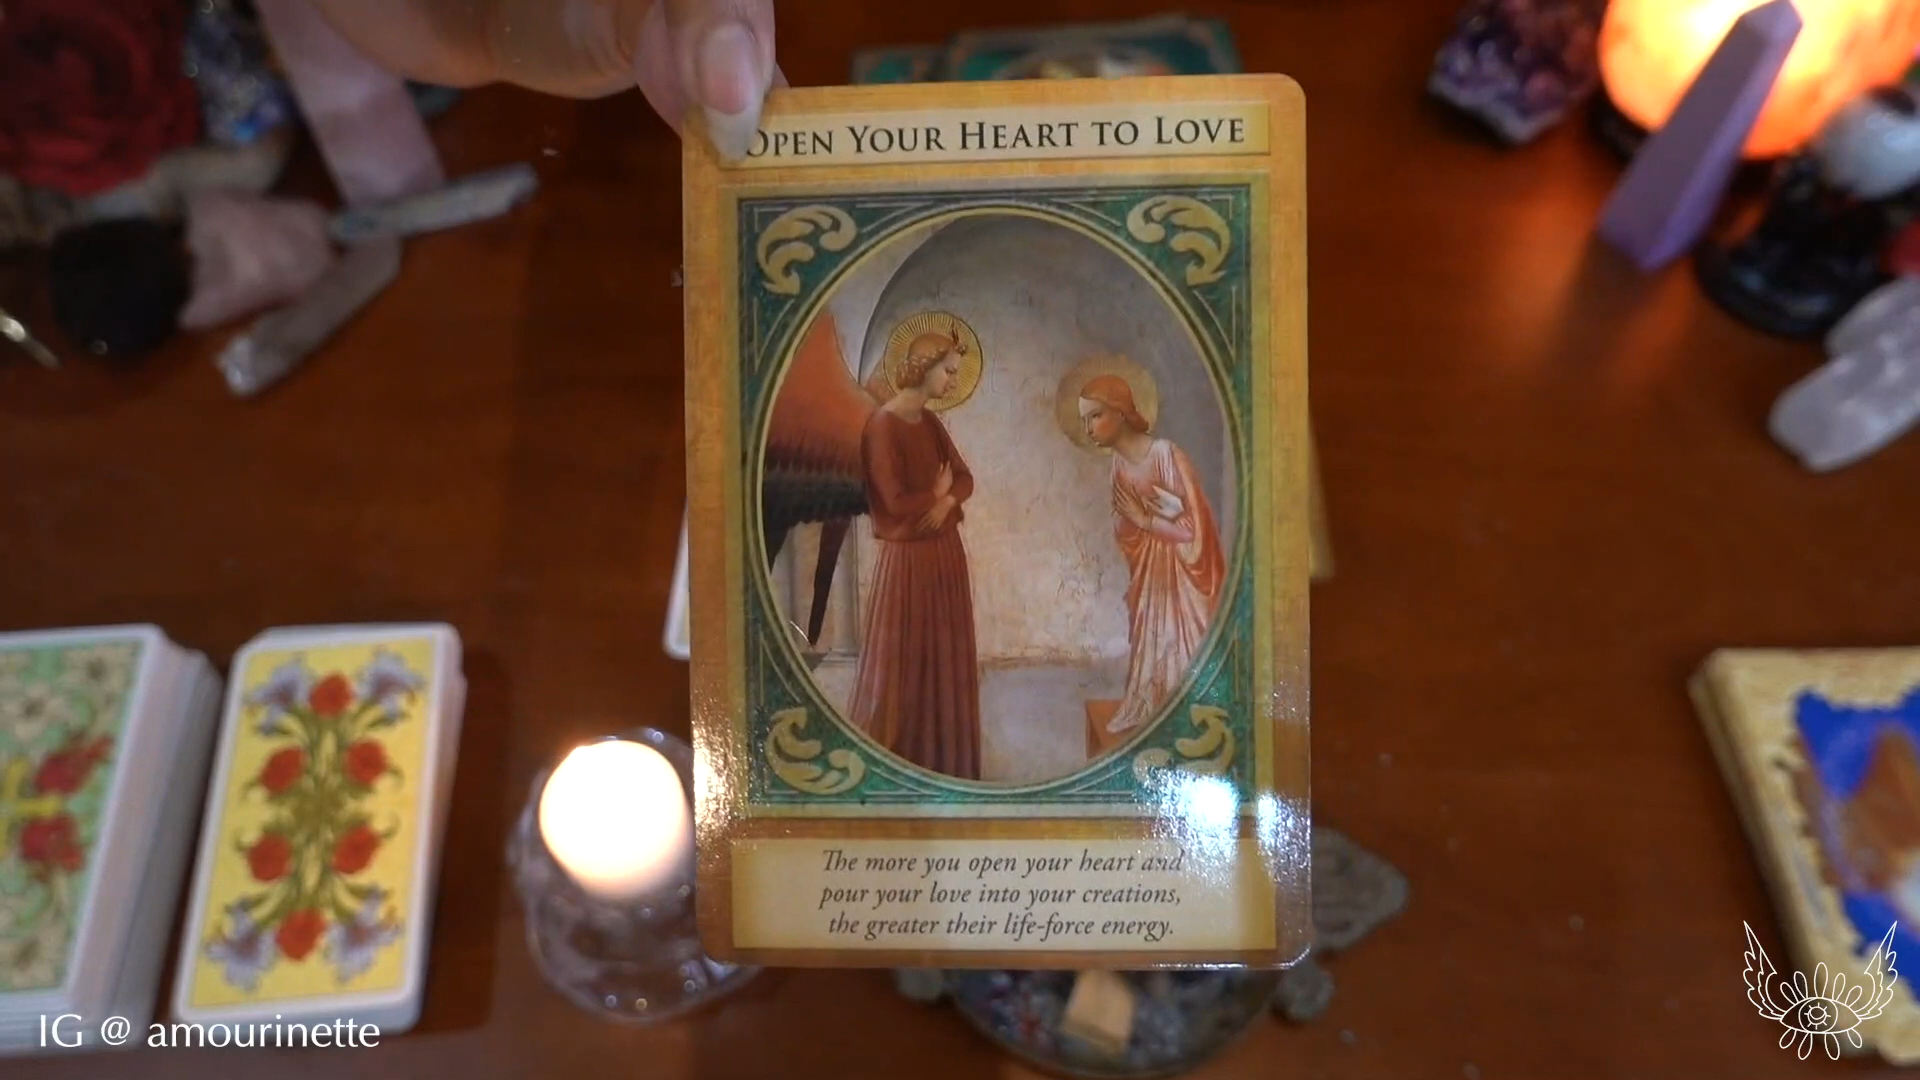 OPEN YOUR HEART TO LOVE
The more you open your heart and
pour your love into your creations,
the greater their life-force energy.
IG @ amourinette